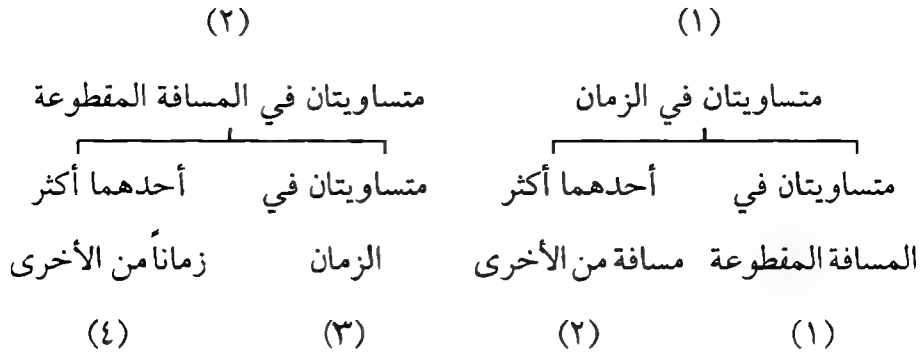 (١) (٢)
متساويتان في الزمان متساويتان في المسافة المقطوعة
متساويتان في أحدهما أكثر متساويتان في أحدهما أكثر
المسافة المقطوعة مسافة من الأخرى الزمان زماناً من الأخرى
(١) (٢) (٣) (٤)